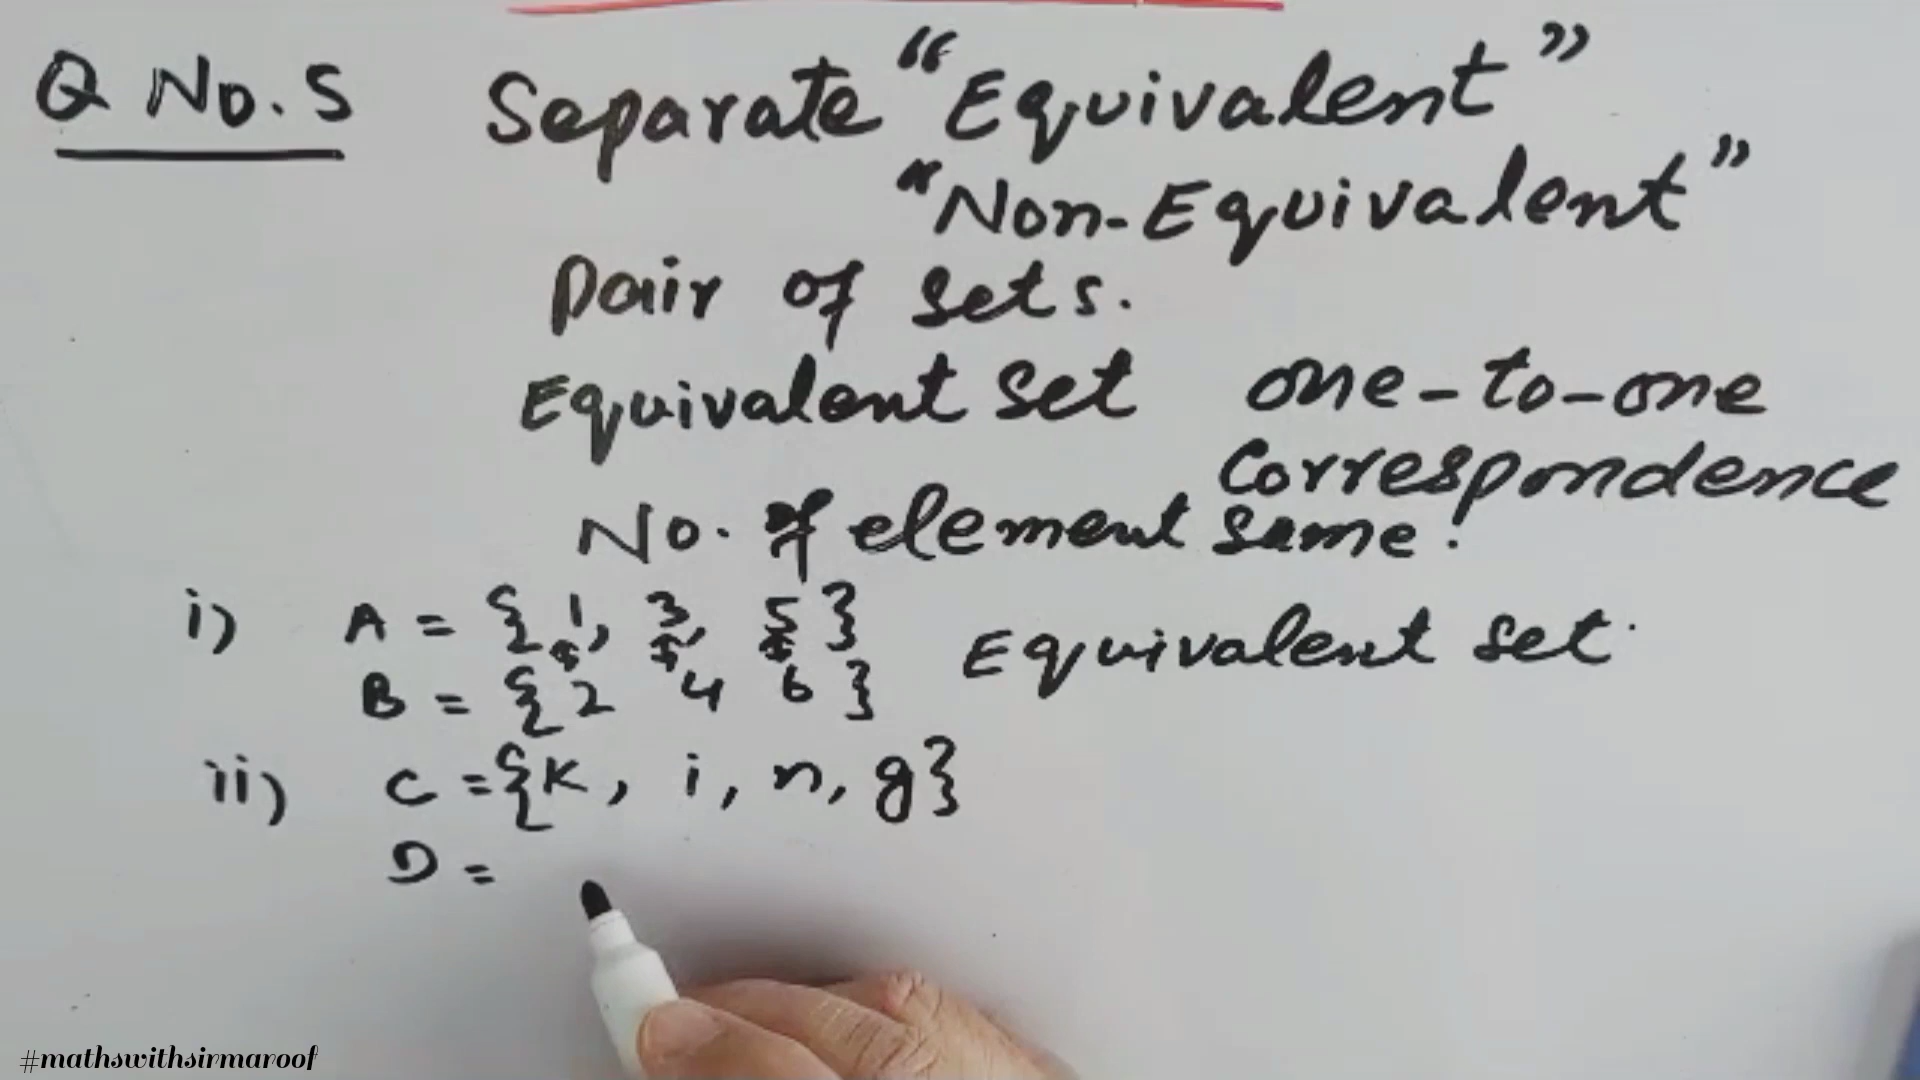 Q No. 5 Separate "Equivalent"
"Non-Equivalent"
pair of sets.
Equivalent set one-to-one
correspondence
No. of element same.
i) A = { 1, 3, 5 } Equivalent set.
B = { 2 4 6 }
ii) C = { K, i, n, g }
D =
#mathswithsirmaroof